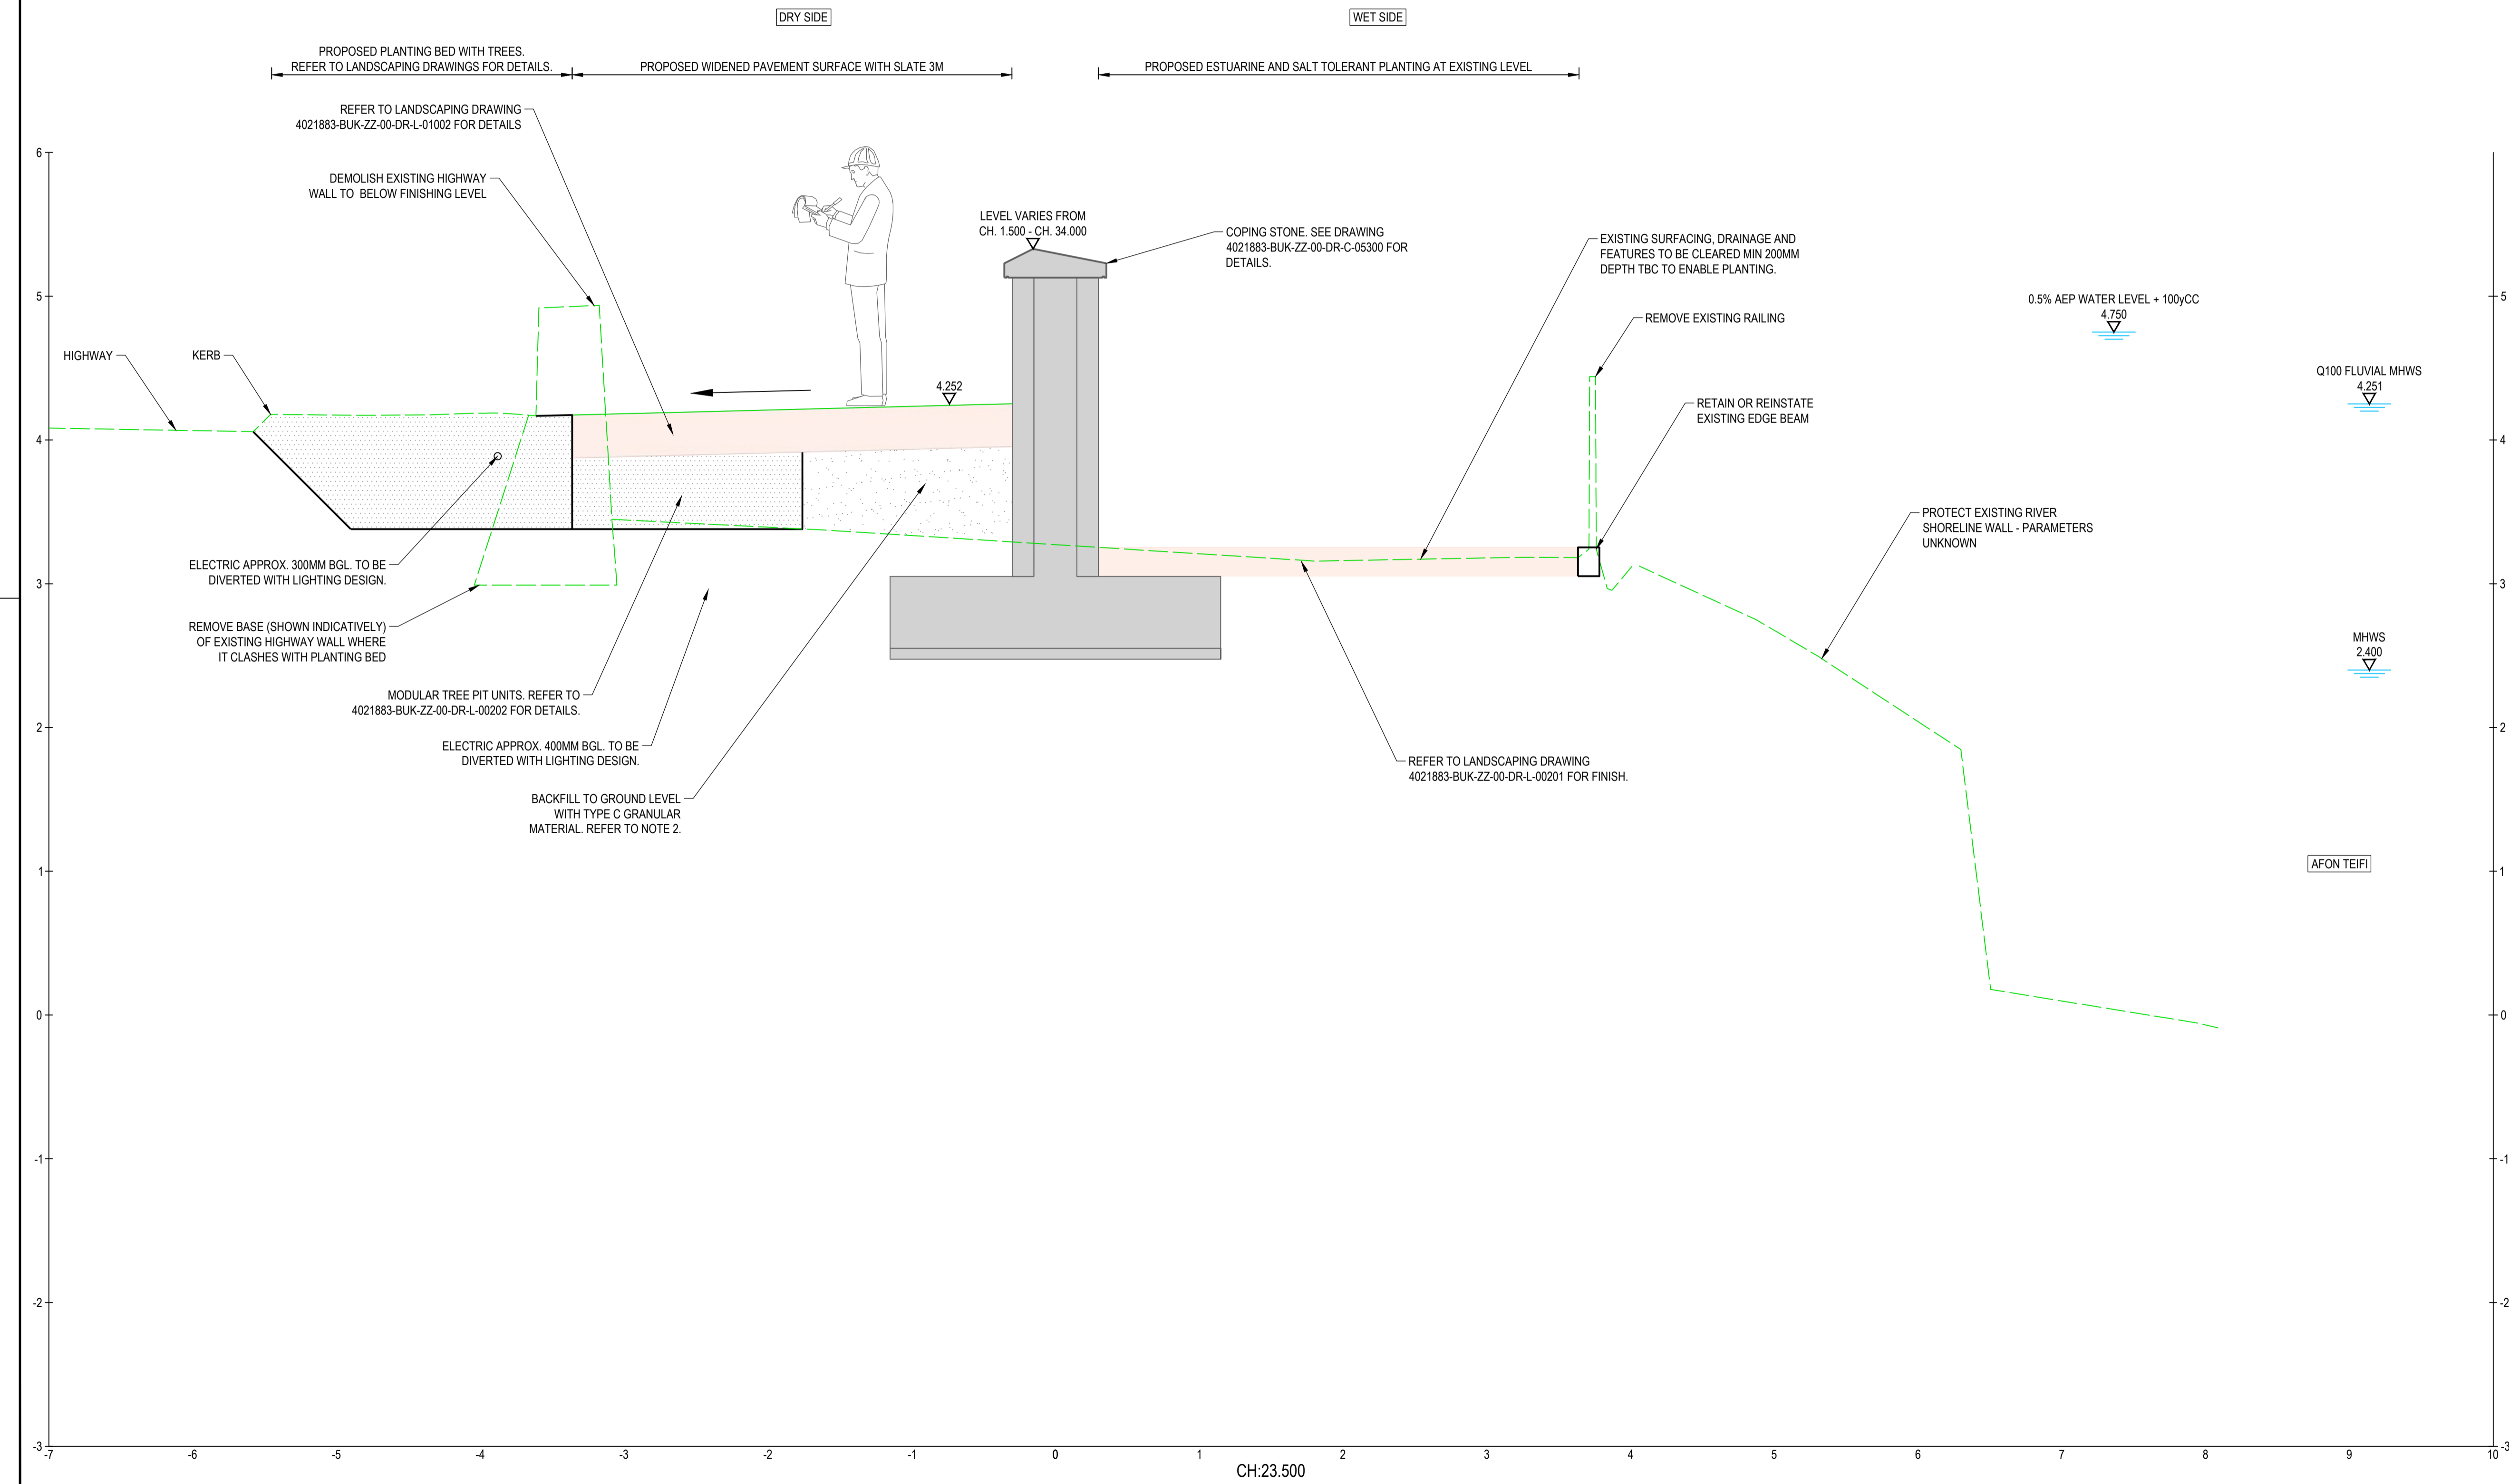 DRY SIDE
WET SIDE
PROPOSED PLANTING BED WITH TREES.
REFER TO LANDSCAPING DRAWINGS FOR DETAILS.
PROPOSED WIDENED PAVEMENT SURFACE WITH SLATE 3M
PROPOSED ESTUARINE AND SALT TOLERANT PLANTING AT EXISTING LEVEL
REFER TO LANDSCAPING DRAWING
4021883-BUK-ZZ-00-DR-L-01002 FOR DETAILS
DEMOLISH EXISTING HIGHWAY
WALL TO BELOW FINISHING LEVEL
LEVEL VARIES FROM
CH. 1.500 - CH. 34.000
COPING STONE. SEE DRAWING
4021883-BUK-ZZ-00-DR-C-05300 FOR
DETAILS.
EXISTING SURFACING, DRAINAGE AND
FEATURES TO BE CLEARED MIN 200MM
DEPTH TBC TO ENABLE PLANTING.
0.5% AEP WATER LEVEL + 100yCC
4.750
REMOVE EXISTING RAILING
HIGHWAY
KERB
4.252
Q100 FLUVIAL MHWS
4.251
RETAIN OR REINSTATE
EXISTING EDGE BEAM
PROTECT EXISTING RIVER
SHORELINE WALL - PARAMETERS
UNKNOWN
ELECTRIC APPROX. 300MM BGL. TO BE
DIVERTED WITH LIGHTING DESIGN.
REMOVE BASE (SHOWN INDICATIVELY)
OF EXISTING HIGHWAY WALL WHERE
IT CLASHES WITH PLANTING BED
MHWS
2.400
MODULAR TREE PIT UNITS. REFER TO
4021883-BUK-ZZ-00-DR-L-00202 FOR DETAILS.
ELECTRIC APPROX. 400MM BGL. TO BE
DIVERTED WITH LIGHTING DESIGN.
REFER TO LANDSCAPING DRAWING
4021883-BUK-ZZ-00-DR-L-00201 FOR FINISH.
BACKFILL TO GROUND LEVEL
WITH TYPE C GRANULAR
MATERIAL. REFER TO NOTE 2.
AFON TEIFI
6
5
4
3
2
1
0
-1
-2
-3
5
4
3
2
1
0
-1
-2
-3
-7 -6 -5 -4 -3 -2 -1 0 1 2 3 4 5 6 7 8 9 10
CH:23.500